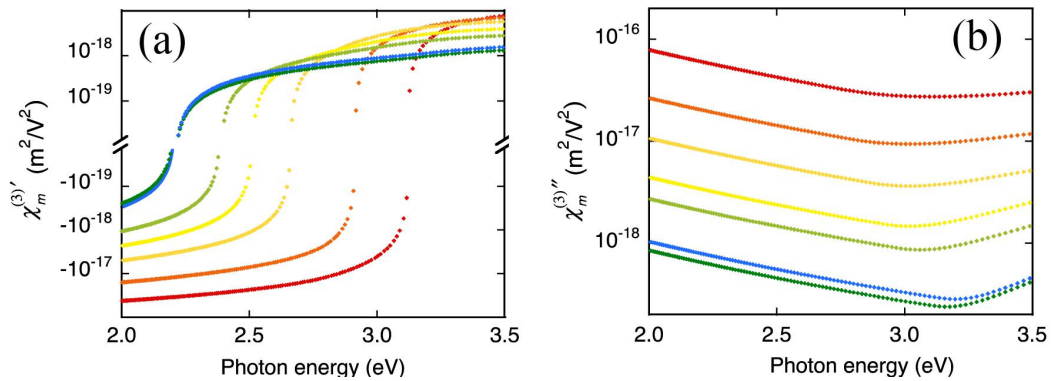 (a)
χₘ⁽³⁾′ (m²/V²)
10⁻¹⁸
10⁻¹⁹
-10⁻¹⁹
-10⁻¹⁸
-10⁻¹⁷
2.0 2.5 3.0 3.5
Photon energy (eV)
(b)
χₘ⁽³⁾″ (m²/V²)
10⁻¹⁶
10⁻¹⁷
10⁻¹⁸
2.0 2.5 3.0 3.5
Photon energy (eV)